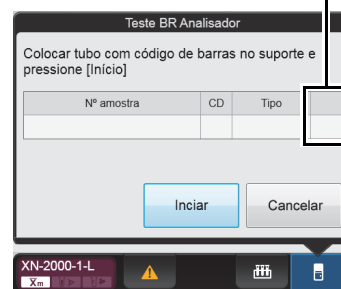 Teste BR Analisador
Colocar tubo com código de barras no suporte e
pressione [Início]
Nº amostra CD Tipo
Inciar Cancelar
XN-2000-1-L
Xm